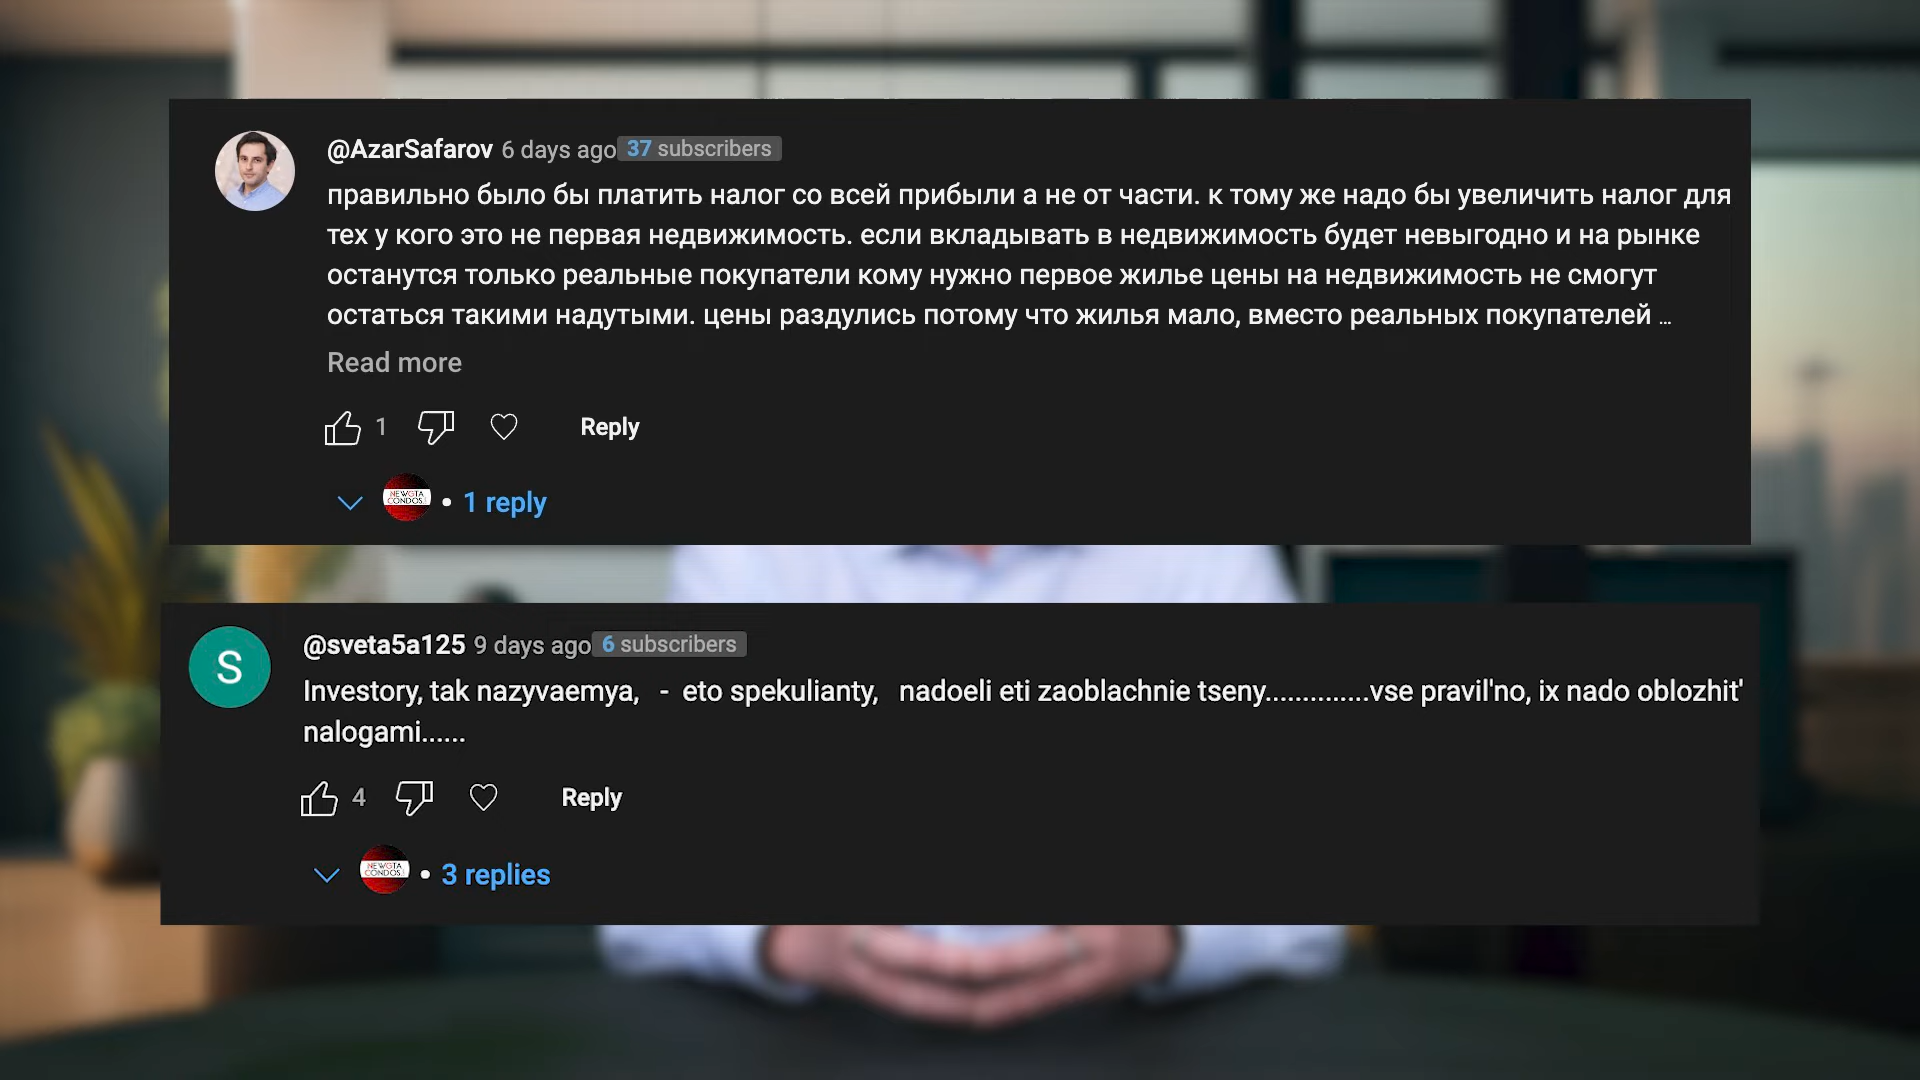 @AzarSafarov 6 days ago 37 subscribers
правильно было бы платить налог со всей прибыли а не от части. к тому же надо бы увеличить налог для
тех у кого это не первая недвижимость. если вкладывать в недвижимость будет невыгодно и на рынке
останутся только реальные покупатели кому нужно первое жилье цены на недвижимость не смогут
остаться такими надутыми. цены раздулись потому что жилья мало, вместо реальных покупателей ...
Read more
1 Reply
NEWGTA
CONDOS
• 1 reply
S
@sveta5a125 9 days ago 6 subscribers
Investory, tak nazyvaemya, - eto spekulianty, nadoeli eti zaoblachnie tseny..............vse pravil'no, ix nado oblozhit'
nalogami......
4 Reply
NEWGTA
CONDOS
• 3 replies